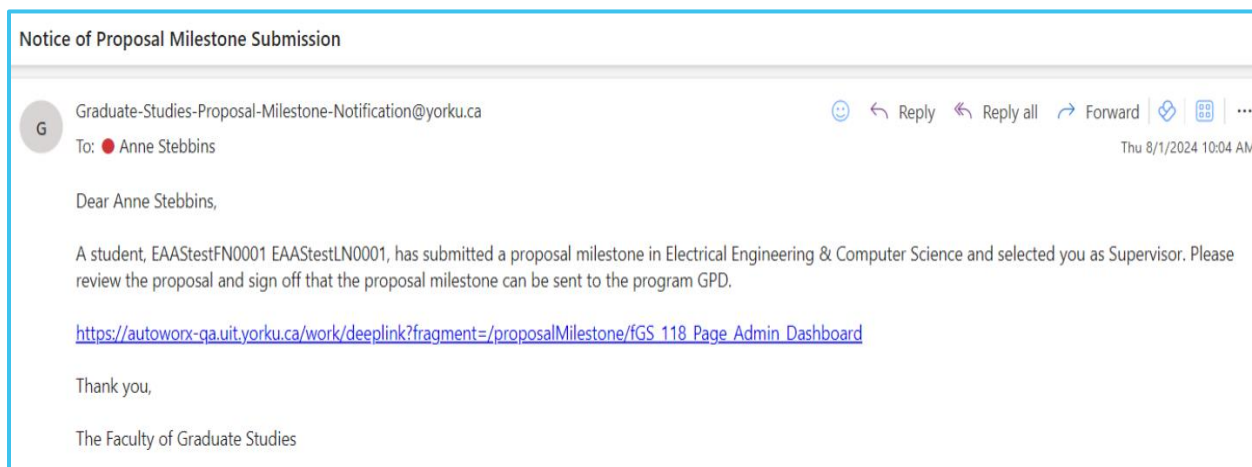 Notice of Proposal Milestone Submission
G
Graduate-Studies-Proposal-Milestone-Notification@yorku.ca
Reply Reply all Forward
To: Anne Stebbins
Thu 8/1/2024 10:04 AM
Dear Anne Stebbins,
A student, EAAStestFN0001 EAAStestLN0001, has submitted a proposal milestone in Electrical Engineering & Computer Science and selected you as Supervisor. Please
review the proposal and sign off that the proposal milestone can be sent to the program GPD.
https://autoworx-qa.uit.yorku.ca/work/deeplink?fragment=/proposalMilestone/fGS_118_Page_Admin_Dashboard
Thank you,
The Faculty of Graduate Studies